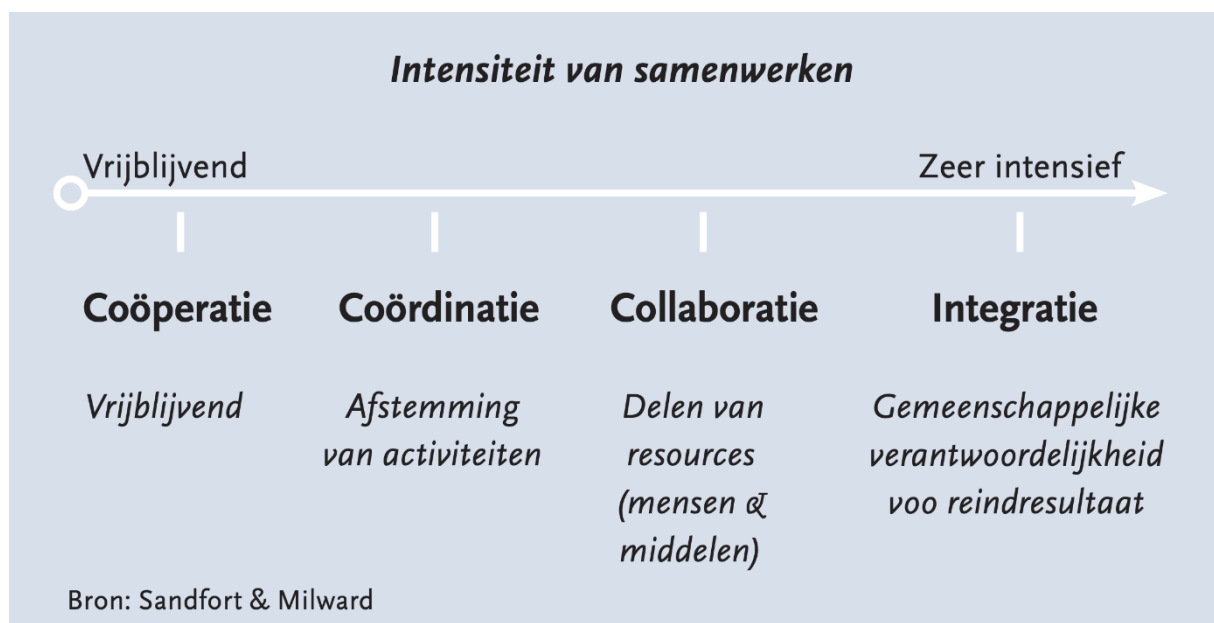 Intensiteit van samenwerken
Vrijblijvend
Zeer intensief
Coöperatie
Coördinatie
Collaboratie
Integratie
Vrijblijvend
Afstemming
van activiteiten
Delen van
resources
(mensen &
middelen)
Gemeenschappelijke
verantwoordelijkheid
voo reindresultaat
Bron: Sandfort & Milward